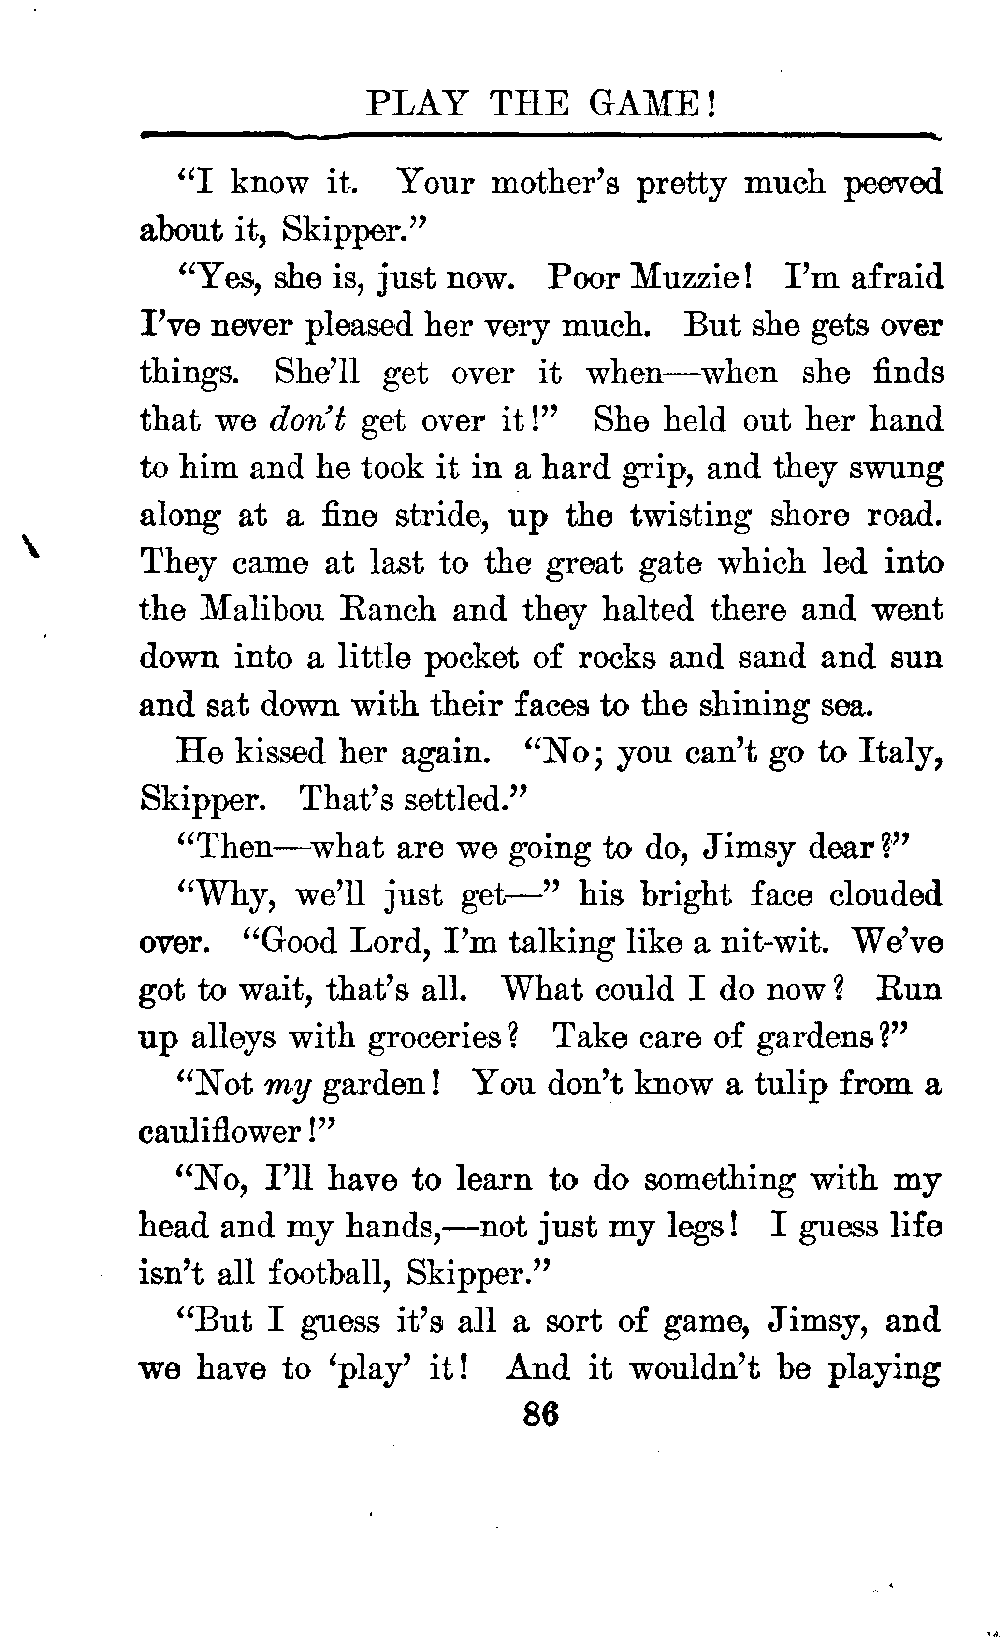 PLAY THE GAME!
“I know it. Your mother’s pretty much peeved
about it, Skipper.”
“Yes, she is, just now. Poor Muzzie! I’m afraid
I’ve never pleased her very much. But she gets over
things. She’ll get over it when—when she finds
that we don’t get over it!” She held out her hand
to him and he took it in a hard grip, and they swung
along at a fine stride, up the twisting shore road.
They came at last to the great gate which led into
the Malibou Ranch and they halted there and went
down into a little pocket of rocks and sand and sun
and sat down with their faces to the shining sea.
He kissed her again. “No; you can’t go to Italy,
Skipper. That’s settled.”
“Then—what are we going to do, Jimsy dear?”
“Why, we’ll just get—” his bright face clouded
over. “Good Lord, I’m talking like a nit-wit. We’ve
got to wait, that’s all. What could I do now? Run
up alleys with groceries? Take care of gardens?”
“Not my garden! You don’t know a tulip from a
cauliflower!”
“No, I’ll have to learn to do something with my
head and my hands,—not just my legs! I guess life
isn’t all football, Skipper.”
“But I guess it’s all a sort of game, Jimsy, and
we have to ‘play’ it! And it wouldn’t be playing
86